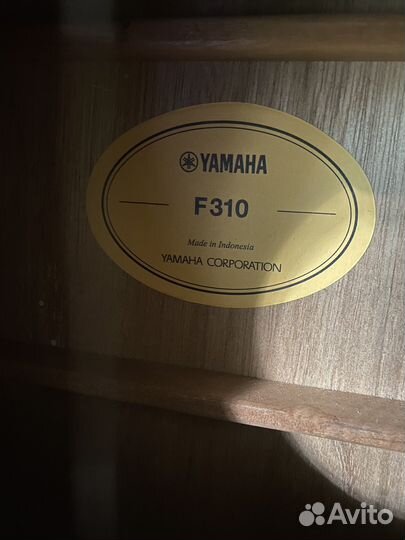 YAMAHA
F310
Made in Indonesia
YAMAHA CORPORATION
Avito